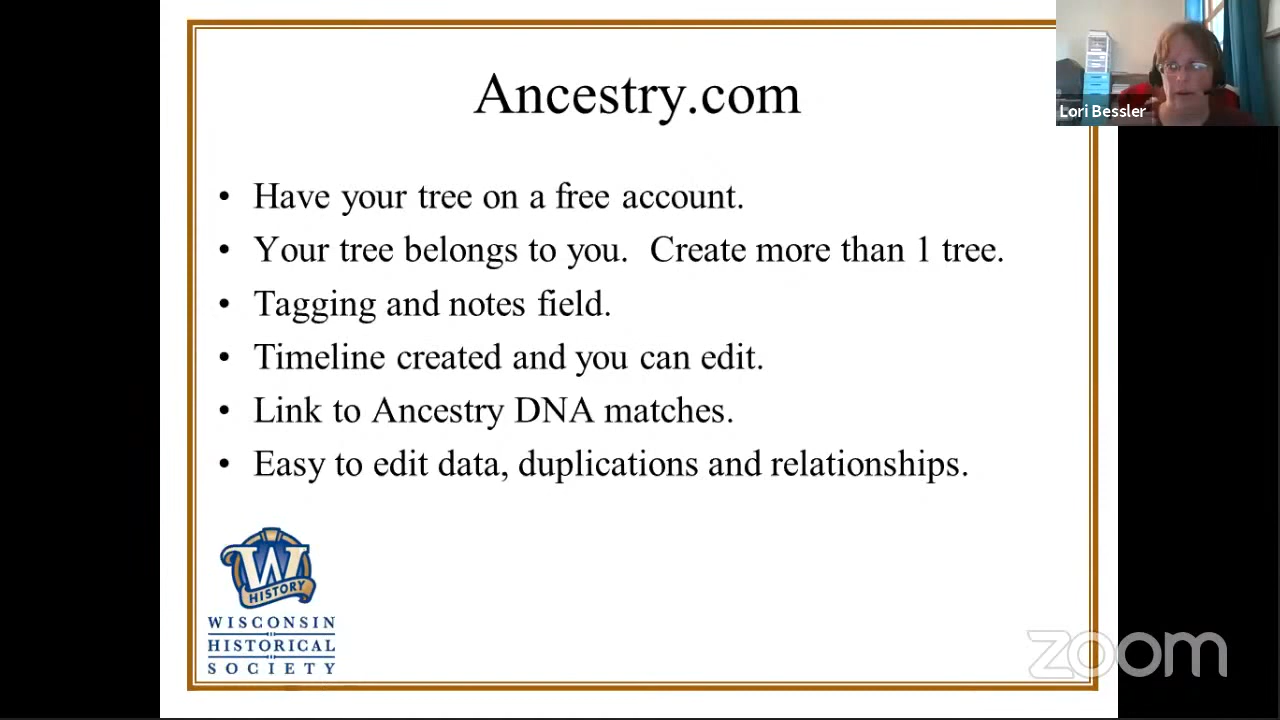 Ancestry.com
Lori Bessler
• Have your tree on a free account.
• Your tree belongs to you.  Create more than 1 tree.
• Tagging and notes field.
• Timeline created and you can edit.
• Link to Ancestry DNA matches.
• Easy to edit data, duplications and relationships.
W
HISTORY
WISCONSIN
HISTORICAL
SOCIETY
zoom